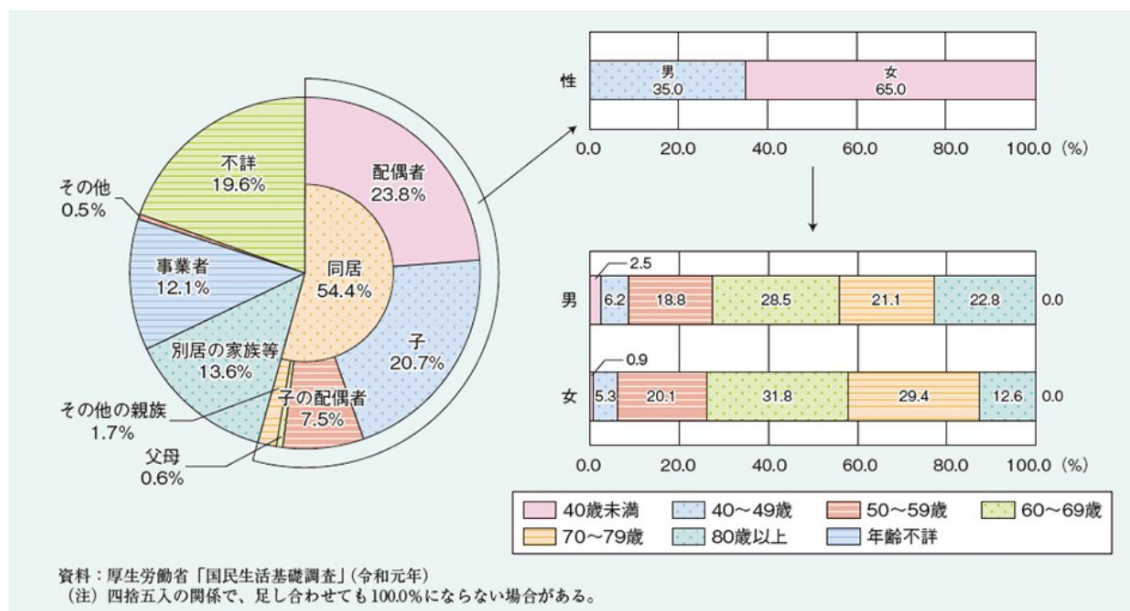 不詳
19.6%
その他
0.5%
事業者
12.1%
別居の家族等
13.6%
その他の親族
1.7%
父母
0.6%
子の配偶者
7.5%
同居
54.4%
配偶者
23.8%
子
20.7%
性
男
35.0
女
65.0
0.0 20.0 40.0 60.0 80.0 100.0（%）
2.5
男 6.2 18.8 28.5 21.1 22.8 0.0
0.9
女 5.3 20.1 31.8 29.4 12.6 0.0
0.0 20.0 40.0 60.0 80.0 100.0（%）
40歳未満 40～49歳 50～59歳 60～69歳
70～79歳 80歳以上 年齢不詳
資料：厚生労働省「国民生活基礎調査」（令和元年）
（注）四捨五入の関係で、足し合わせても100.0%にならない場合がある。